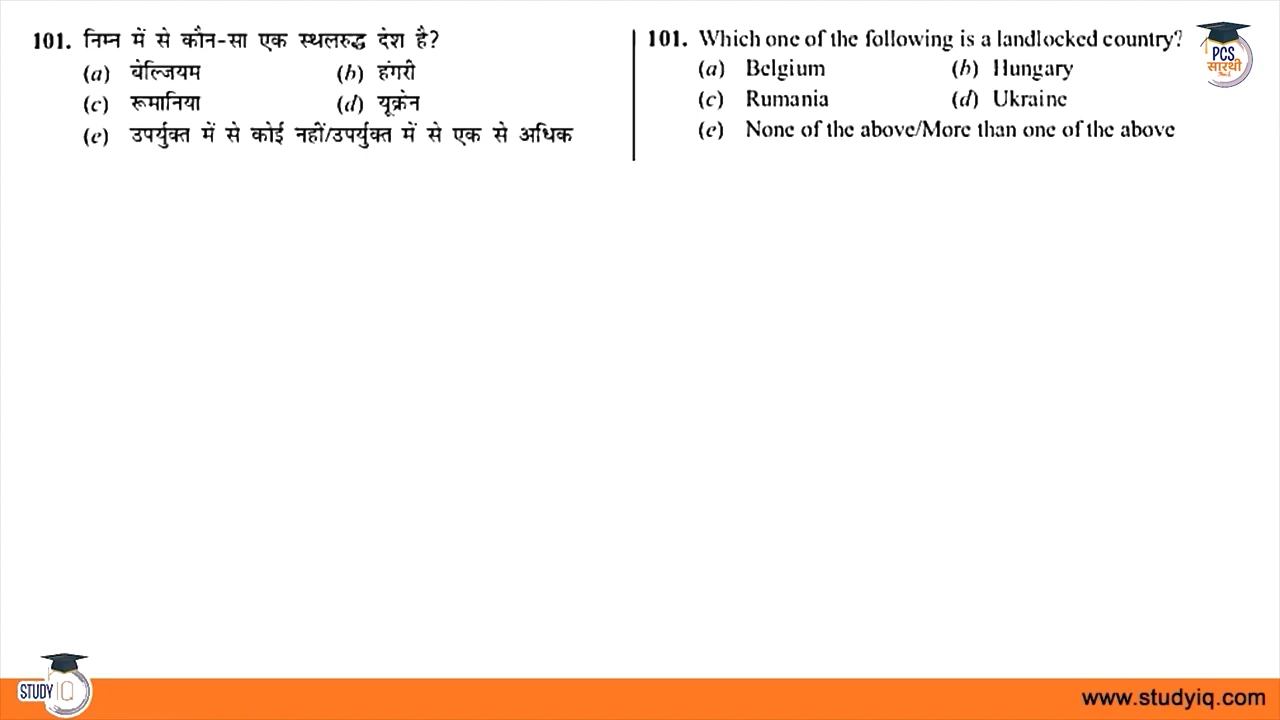 101. निम्न में से कौन-सा एक स्थलरुद्ध देश है?
(a) बेल्जियम (b) हंगरी
(c) रूमानिया (d) यूक्रेन
(e) उपर्युक्त में से कोई नहीं/उपर्युक्त में से एक से अधिक
101. Which one of the following is a landlocked country?
(a) Belgium (b) Hungary
(c) Rumania (d) Ukraine
(e) None of the above/More than one of the above
PCS
सारथी
STUDY IQ
www.studyiq.com